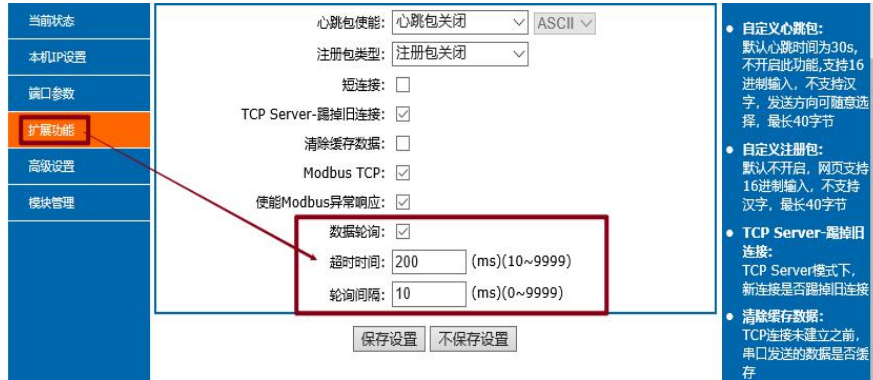 当前状态
本机IP设置
端口参数
扩展功能
高级设置
模块管理
心跳包使能: 心跳包关闭 ASCII
注册包类型: 注册包关闭
短连接:
TCP Server-踢掉旧连接:
清除缓存数据:
Modbus TCP:
使能Modbus异常响应:
数据轮询:
超时时间: 200 (ms)(10~9999)
轮询间隔: 10 (ms)(0~9999)
保存设置 不保存设置
自定义心跳包:
默认心跳时间为30s,
不开启此功能,支持16
进制输入，不支持汉
字，发送方向可随意选
择，最长40字节
自定义注册包:
默认不开启，网页支持
16进制输入，不支持
汉字，最长40字节
TCP Server-踢掉旧
连接:
TCP Server模式下，
新连接是否踢掉旧连接
清除缓存数据:
TCP连接未建立之前，
串口发送的数据是否缓
存